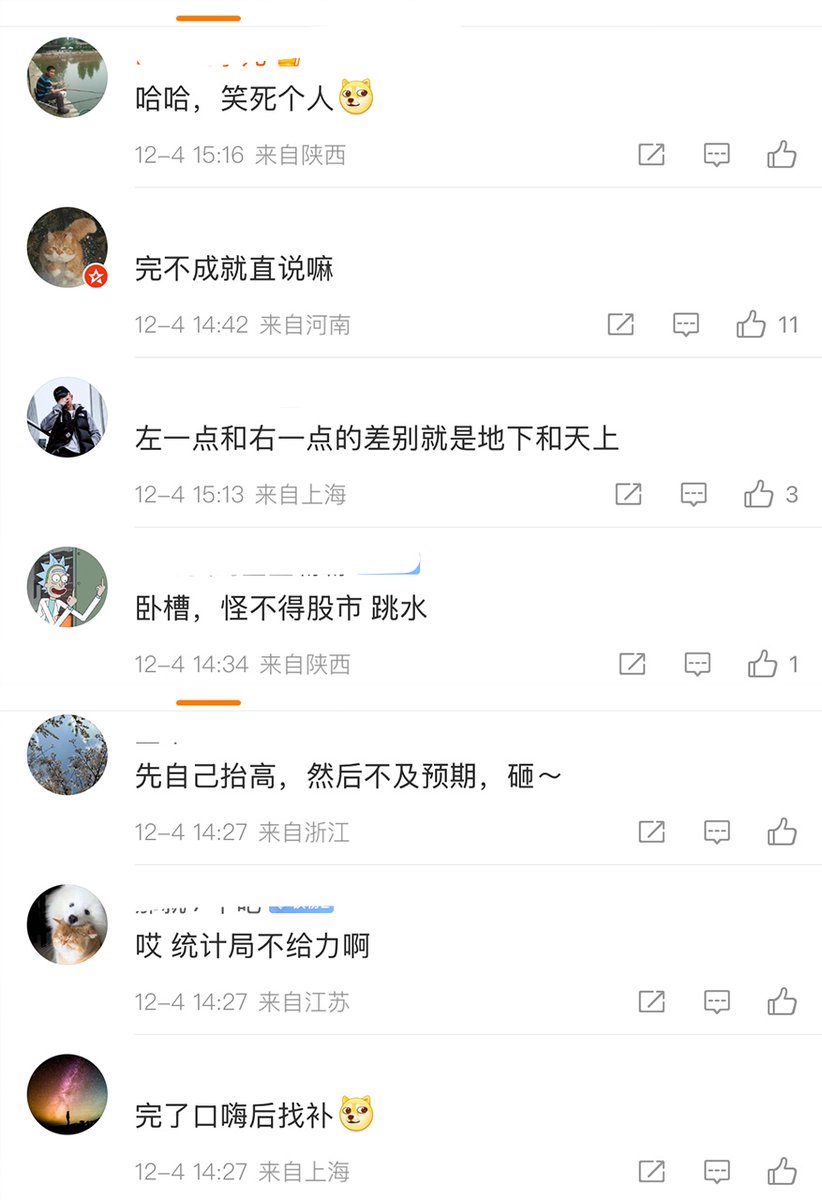 哈哈，笑死个人
12-4 15:16 来自陕西
完不成就直说嘛
12-4 14:42 来自河南
11
左一点和右一点的差别就是地下和天上
12-4 15:13 来自上海
3
卧槽，怪不得股市 跳水
12-4 14:34 来自陕西
1
先自己抬高，然后不及预期，砸～
12-4 14:27 来自浙江
哎 统计局不给力啊
12-4 14:27 来自江苏
完了口嗨后找补
12-4 14:27 来自上海